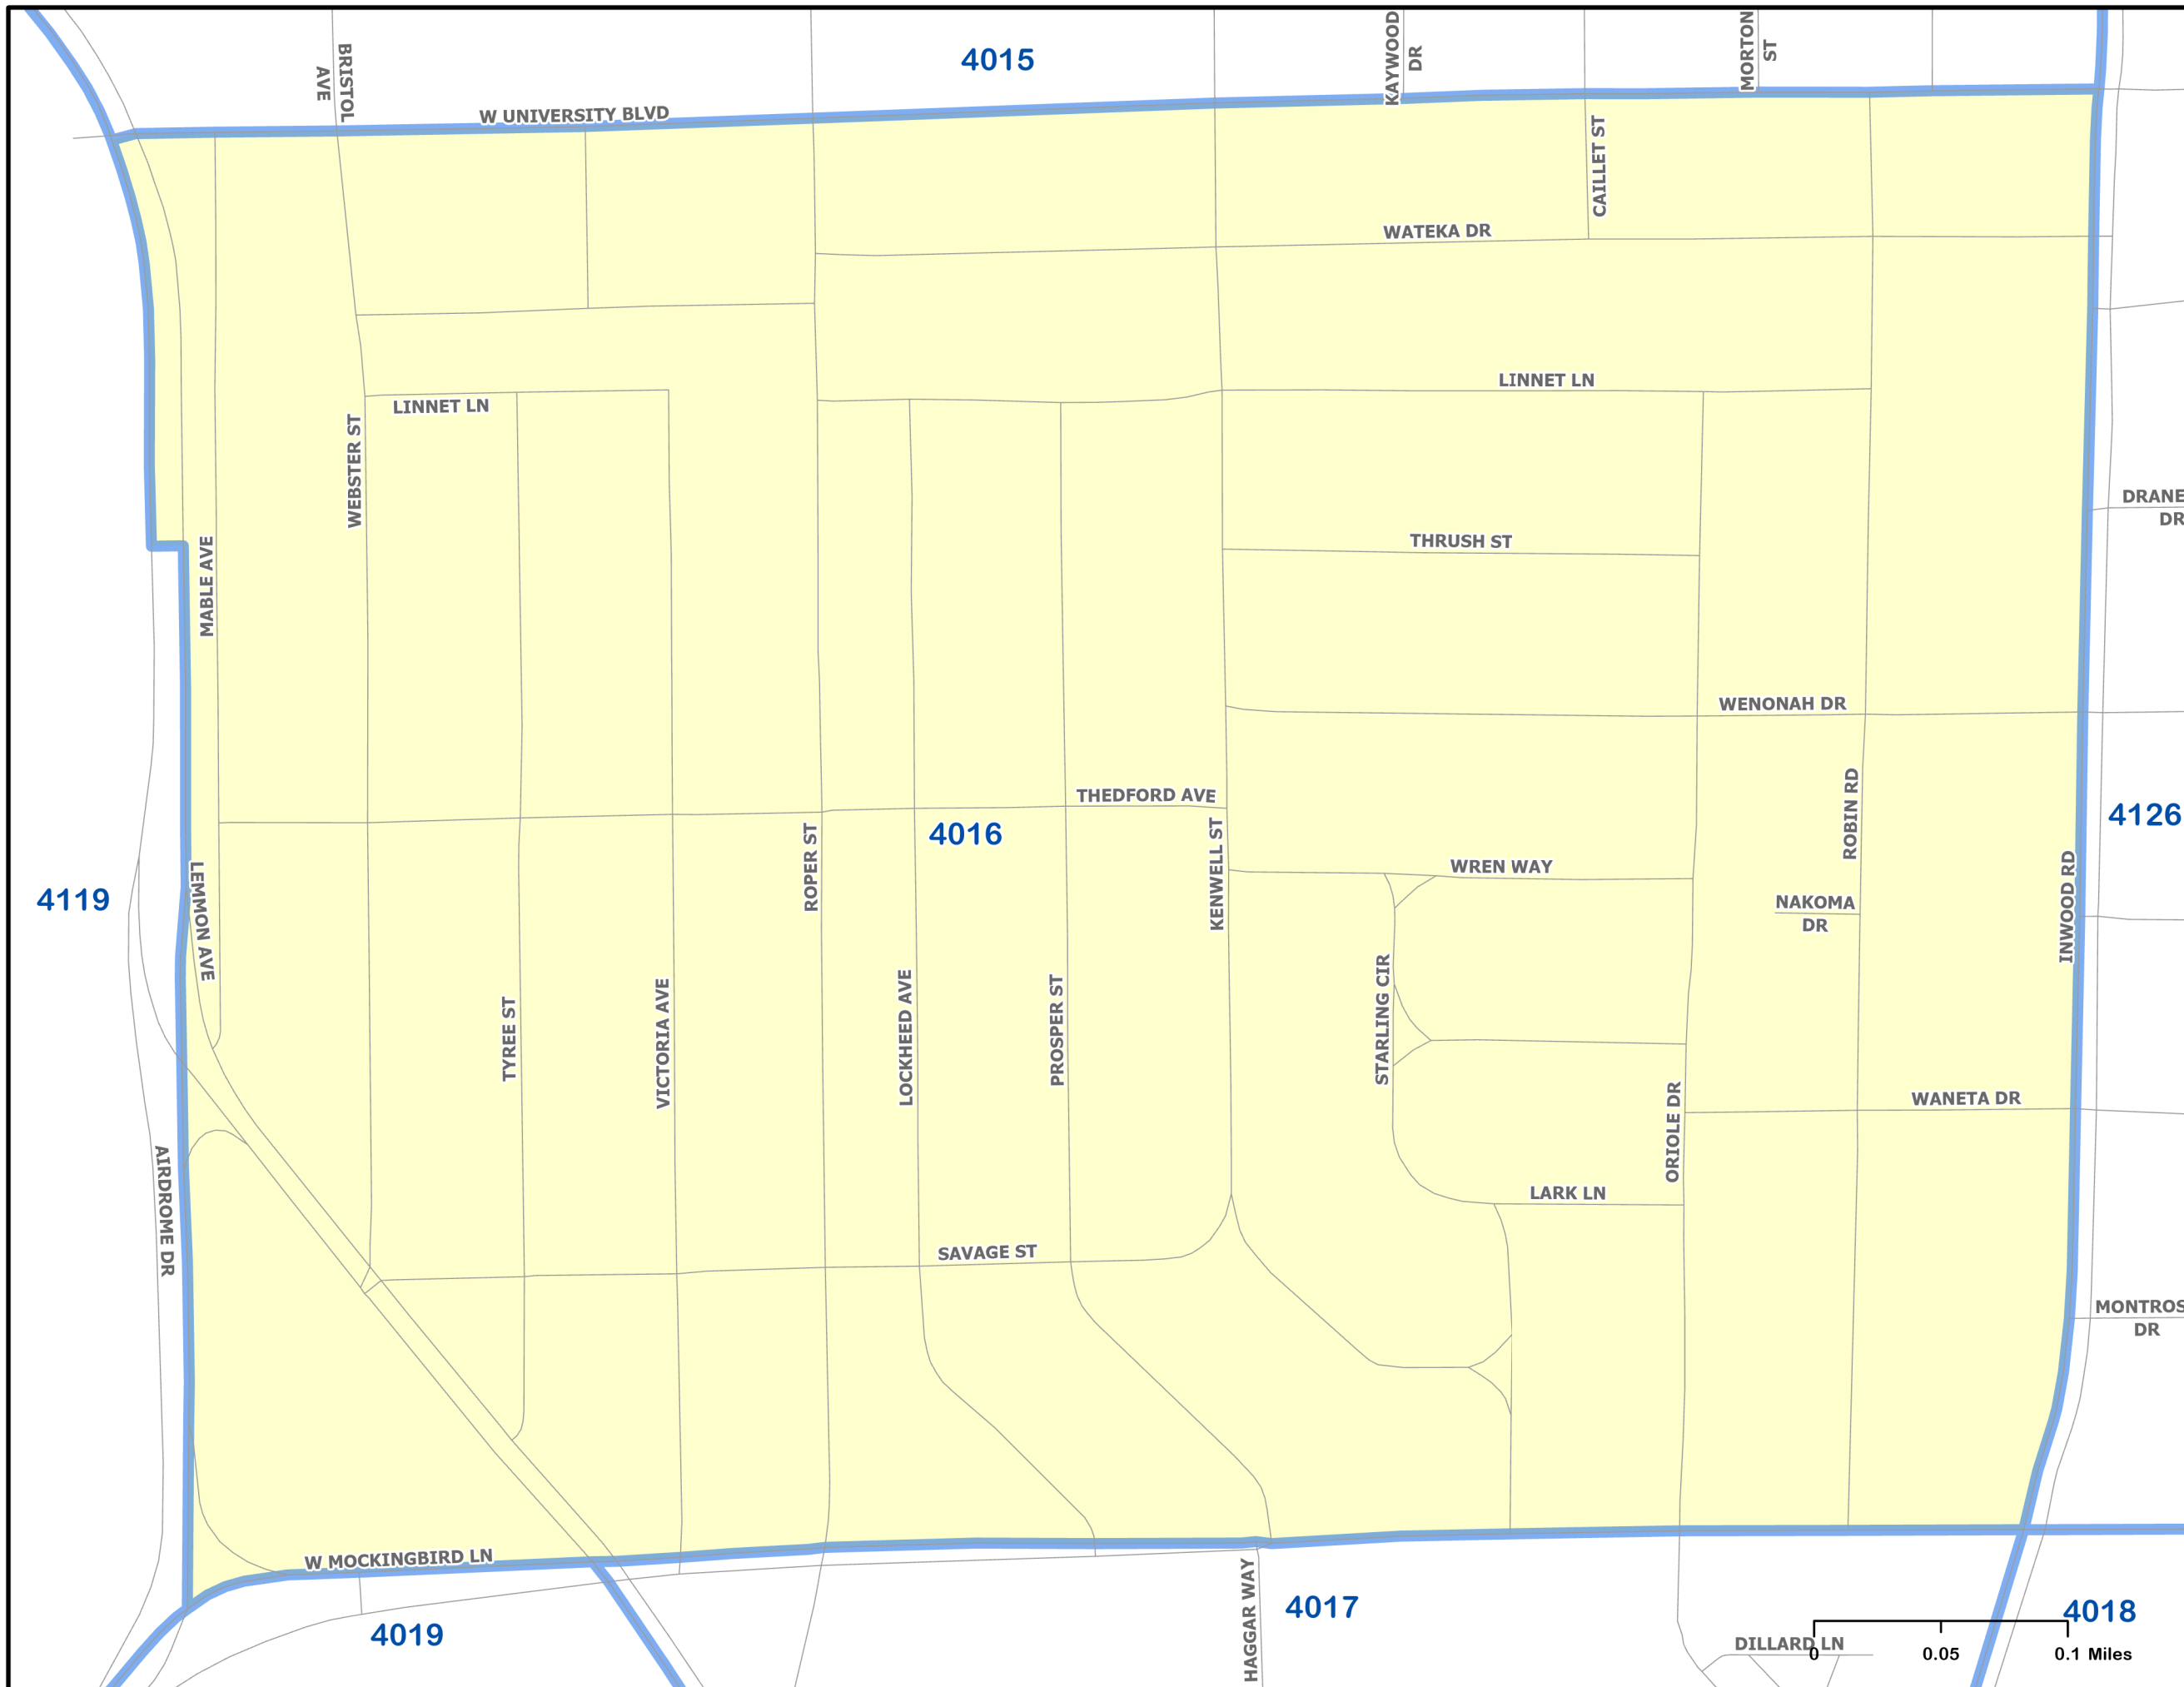 BRISTOL
AVE
4015
KAYWOOD
DR
MORTON
ST
W UNIVERSITY BLVD
CAILLET ST
WATEKA DR
LINNET LN
LINNET LN
WEBSTER ST
DRANE
DR
MABLE AVE
THRUSH ST
WENONAH DR
THEDFORD AVE
4016
ROPER ST
KENWELL ST
ROBIN RD
4126
WREN WAY
NAKOMA
DR
INWOOD RD
4119
LEMMON AVE
TYREE ST
VICTORIA AVE
LOCKHEED AVE
PROSPER ST
STARLING CIR
ORIOLE DR
WANETA DR
AIRDROME DR
LARK LN
SAVAGE ST
MONTROS
DR
W MOCKINGBIRD LN
HAGGAR WAY
4017
4018
4019
DILLARD LN
0 0.05 0.1 Miles